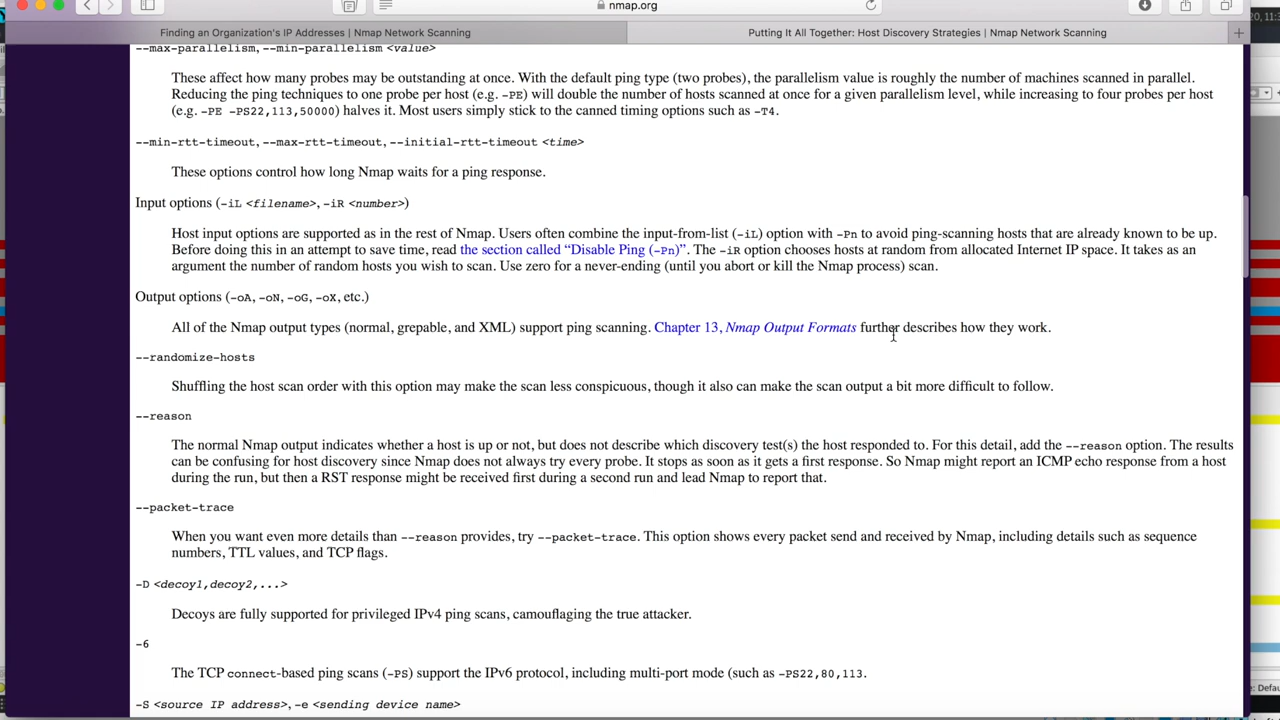 nmap.org
Finding an Organization's IP Addresses | Nmap Network Scanning
Putting It All Together: Host Discovery Strategies | Nmap Network Scanning
20, 11:3
--max-parallelism, --min-parallelism <value>
These affect how many probes may be outstanding at once. With the default ping type (two probes), the parallelism value is roughly the number of machines scanned in parallel.
Reducing the ping techniques to one probe per host (e.g. -PE) will double the number of hosts scanned at once for a given parallelism level, while increasing to four probes per host
(e.g. -PE -PS22,113,50000) halves it. Most users simply stick to the canned timing options such as -T4.
--min-rtt-timeout, --max-rtt-timeout, --initial-rtt-timeout <time>
These options control how long Nmap waits for a ping response.
Input options (-iL <filename>, -iR <number>)
Host input options are supported as in the rest of Nmap. Users often combine the input-from-list (-iL) option with -Pn to avoid ping-scanning hosts that are already known to be up.
Before doing this in an attempt to save time, read the section called “Disable Ping (-Pn)”. The -iR option chooses hosts at random from allocated Internet IP space. It takes as an
argument the number of random hosts you wish to scan. Use zero for a never-ending (until you abort or kill the Nmap process) scan.
Output options (-oA, -oN, -oG, -oX, etc.)
All of the Nmap output types (normal, grepable, and XML) support ping scanning. Chapter 13, Nmap Output Formats further describes how they work.
--randomize-hosts
Shuffling the host scan order with this option may make the scan less conspicuous, though it also can make the scan output a bit more difficult to follow.
--reason
The normal Nmap output indicates whether a host is up or not, but does not describe which discovery test(s) the host responded to. For this detail, add the --reason option. The results
can be confusing for host discovery since Nmap does not always try every probe. It stops as soon as it gets a first response. So Nmap might report an ICMP echo response from a host
during the run, but then a RST response might be received first during a second run and lead Nmap to report that.
--packet-trace
When you want even more details than --reason provides, try --packet-trace. This option shows every packet send and received by Nmap, including details such as sequence
numbers, TTL values, and TCP flags.
-D <decoy1,decoy2,...>
Decoys are fully supported for privileged IPv4 ping scans, camouflaging the true attacker.
-6
The TCP connect-based ping scans (-PS) support the IPv6 protocol, including multi-port mode (such as -PS22,80,113.
: Defau
-S <source IP address>, -e <sending device name>